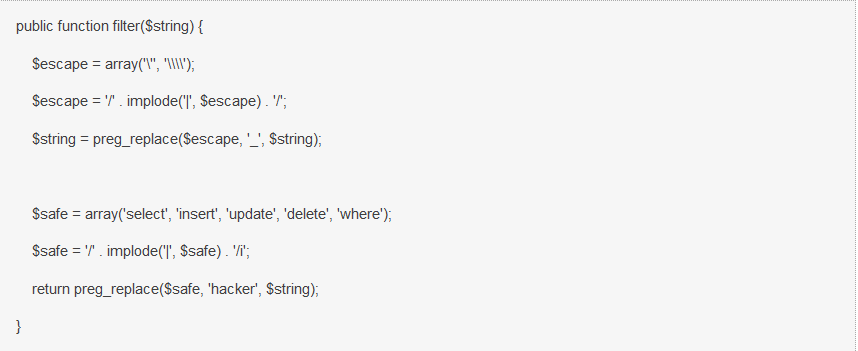 public function filter($string) {
$escape = array('\'', '\\\\');
$escape = '/' . implode('|', $escape) . '/';
$string = preg_replace($escape, '_', $string);
$safe = array('select', 'insert', 'update', 'delete', 'where');
$safe = '/' . implode('|', $safe) . '/i';
return preg_replace($safe, 'hacker', $string);
}